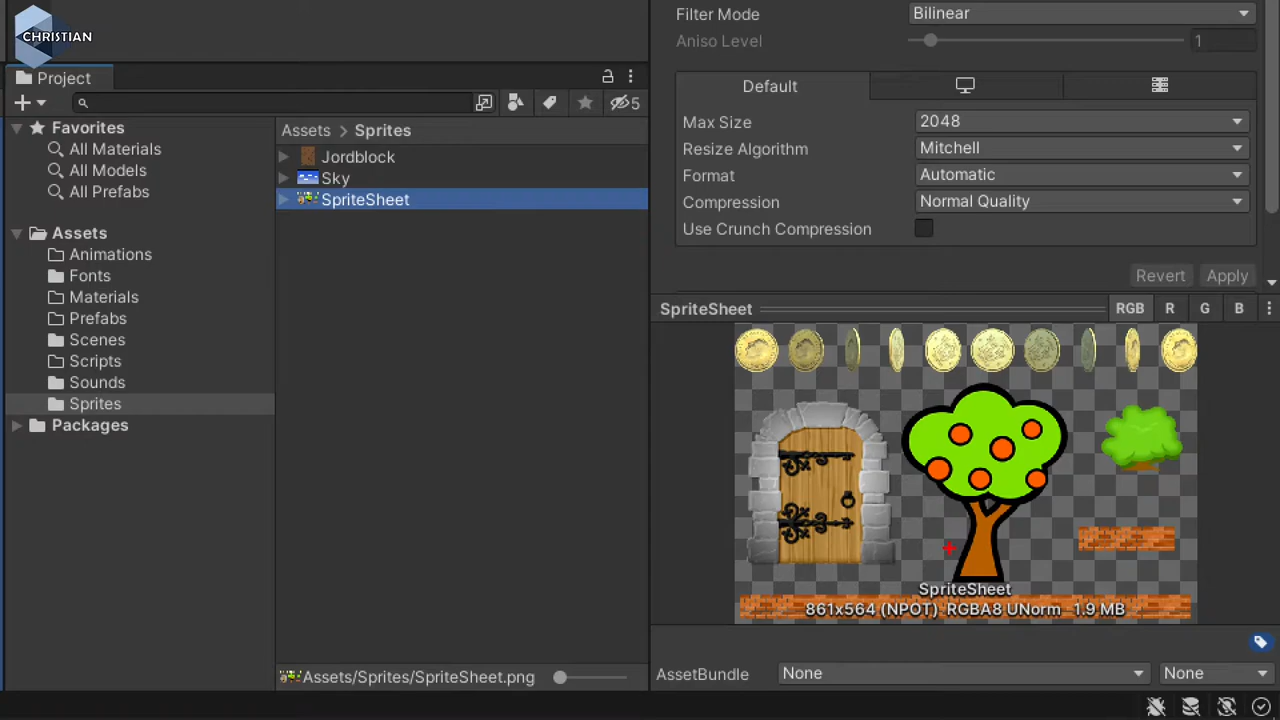 CHRISTIAN
Filter Mode Bilinear
Aniso Level 1
Project
5
Default
Favorites
All Materials
All Models
All Prefabs
Assets
Animations
Fonts
Materials
Prefabs
Scenes
Scripts
Sounds
Sprites
Packages
Assets > Sprites
Jordblock
Sky
SpriteSheet
Assets/Sprites/SpriteSheet.png
Max Size 2048
Resize Algorithm Mitchell
Format Automatic
Compression Normal Quality
Use Crunch Compression
Revert Apply
SpriteSheet RGB R G B
SpriteSheet
861x564 (NPOT) RGBA8 UNorm 1.9 MB
AssetBundle None None